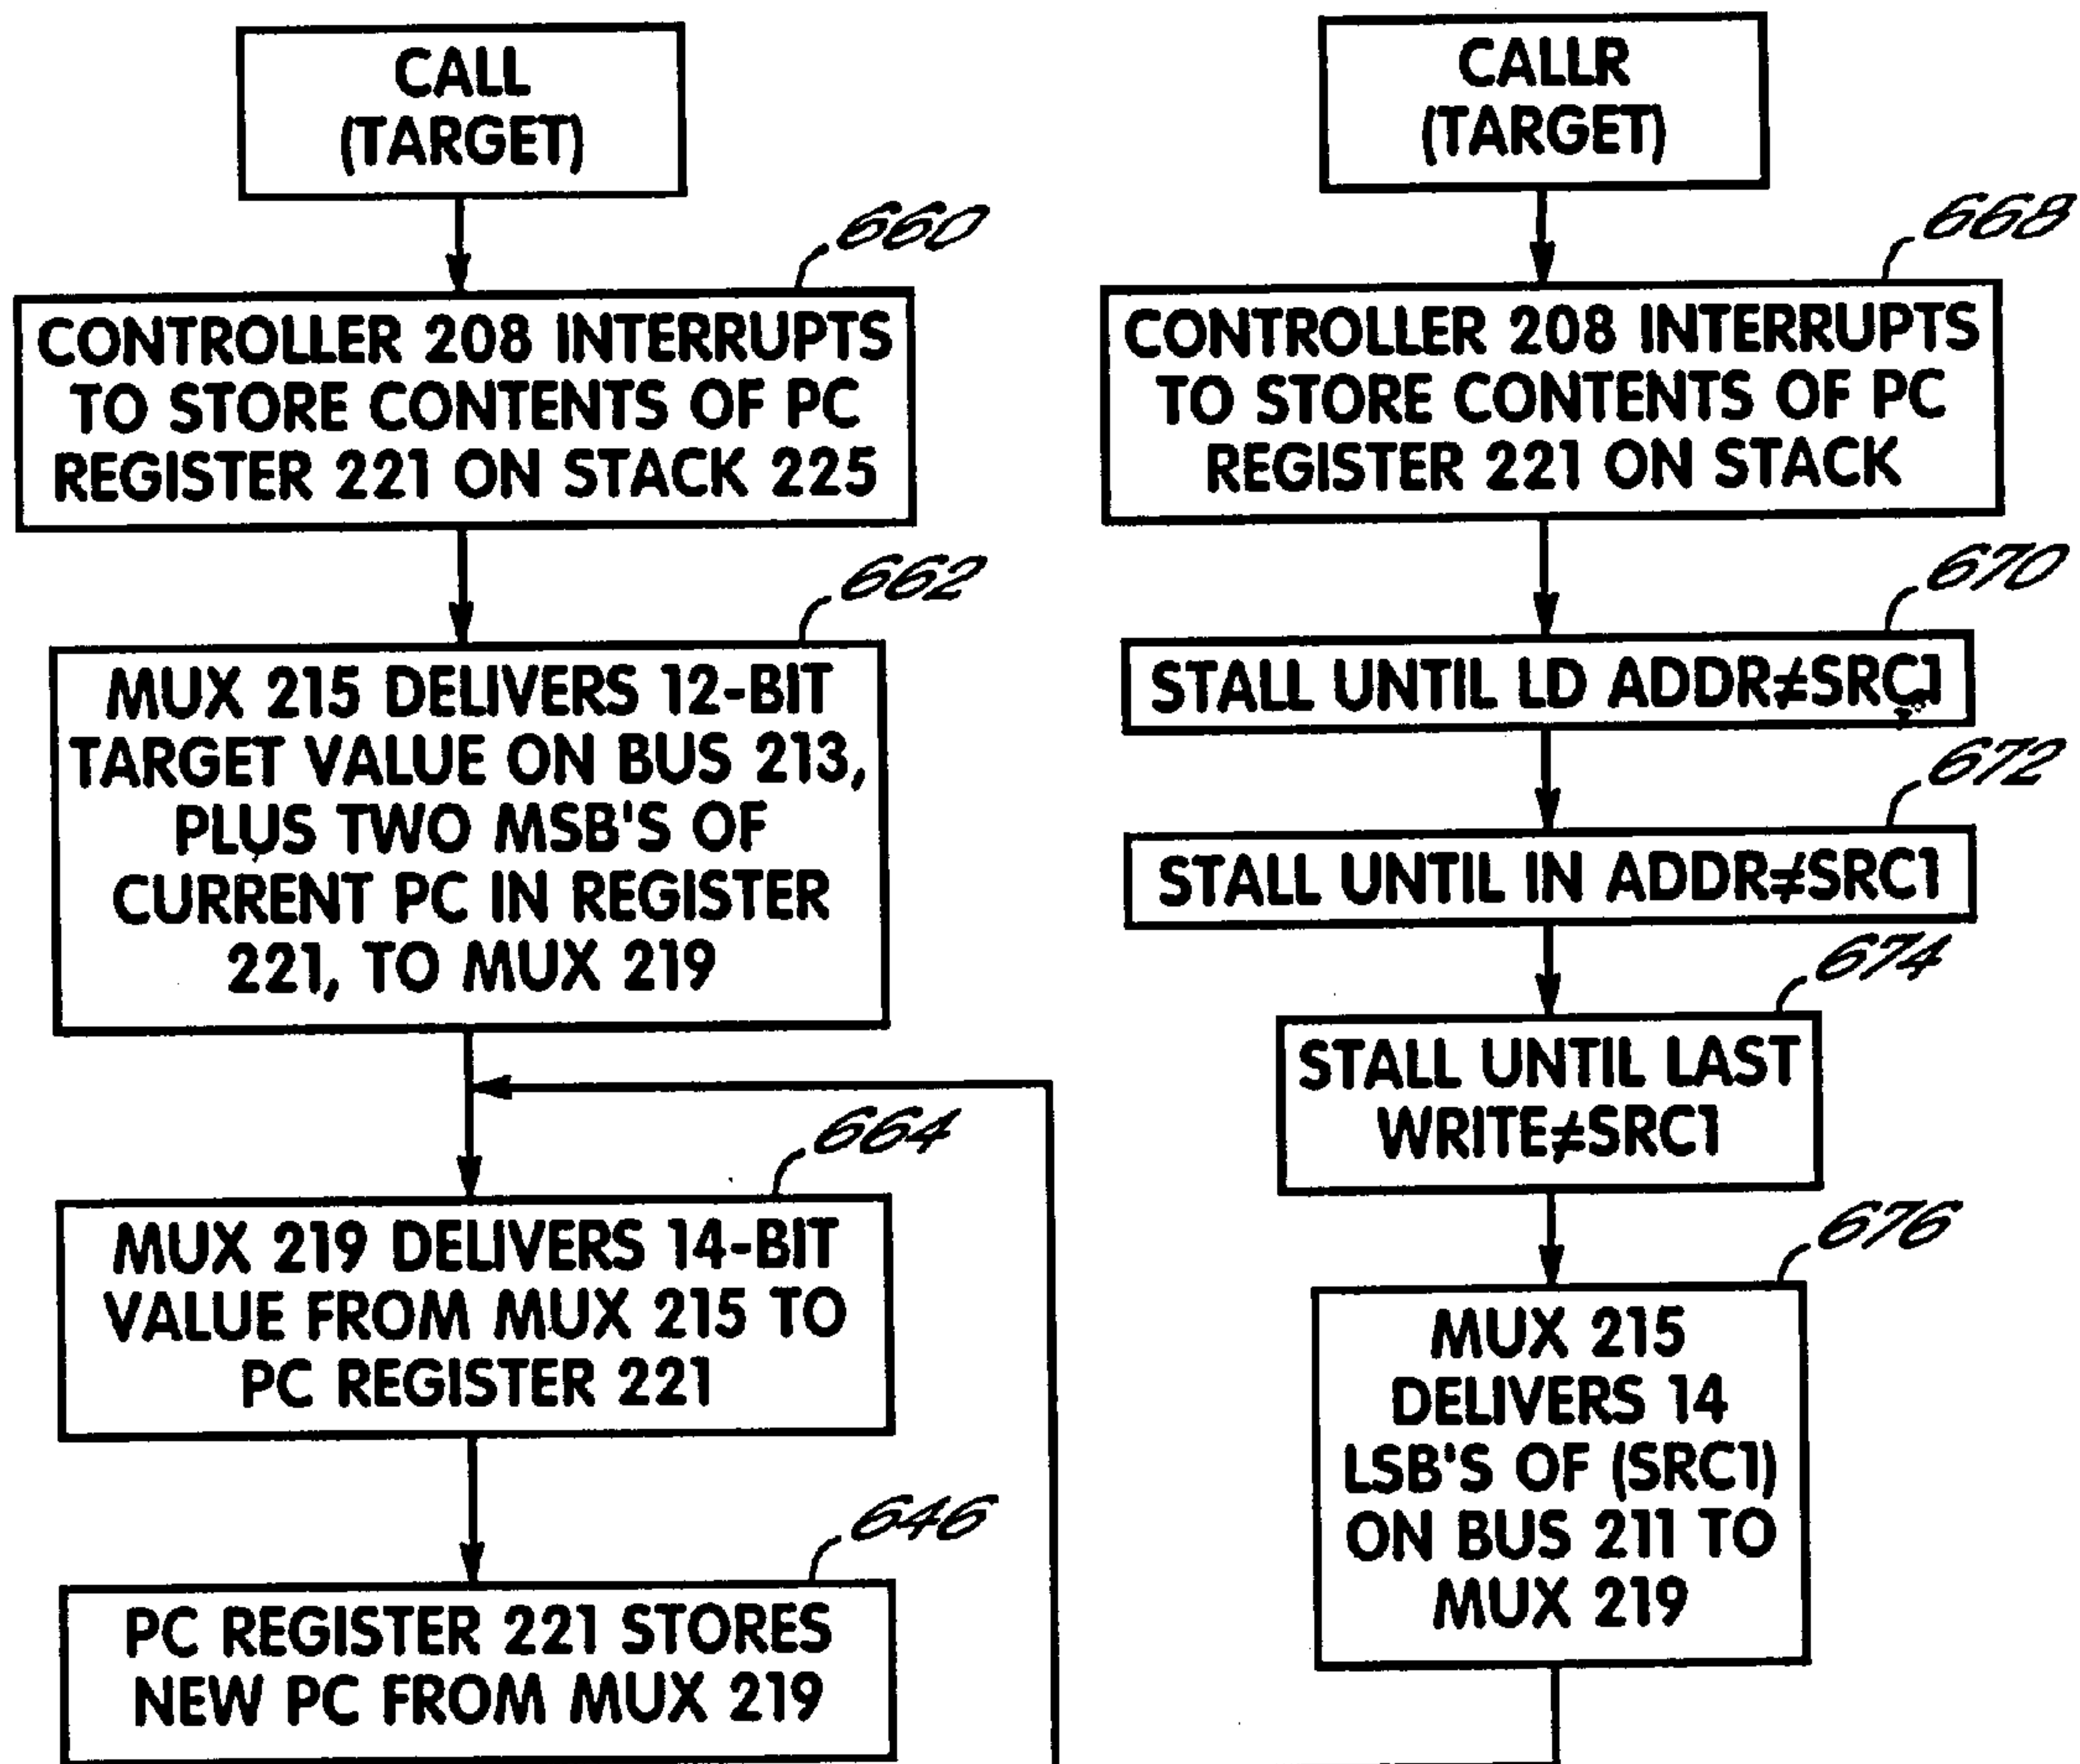 CALL
(TARGET)
660
CONTROLLER 208 INTERRUPTS
TO STORE CONTENTS OF PC
REGISTER 221 ON STACK 225
662
MUX 215 DELIVERS 12-BIT
TARGET VALUE ON BUS 213,
PLUS TWO MSB'S OF
CURRENT PC IN REGISTER
221, TO MUX 219
664
MUX 219 DELIVERS 14-BIT
VALUE FROM MUX 215 TO
PC REGISTER 221
646
PC REGISTER 221 STORES
NEW PC FROM MUX 219
CALLR
(TARGET)
668
CONTROLLER 208 INTERRUPTS
TO STORE CONTENTS OF PC
REGISTER 221 ON STACK
670
STALL UNTIL LD ADDR≠SRC1
672
STALL UNTIL IN ADDR≠SRC1
674
STALL UNTIL LAST
WRITE≠SRC1
676
MUX 215
DELIVERS 14
LSB'S OF (SRC1)
ON BUS 211 TO
MUX 219